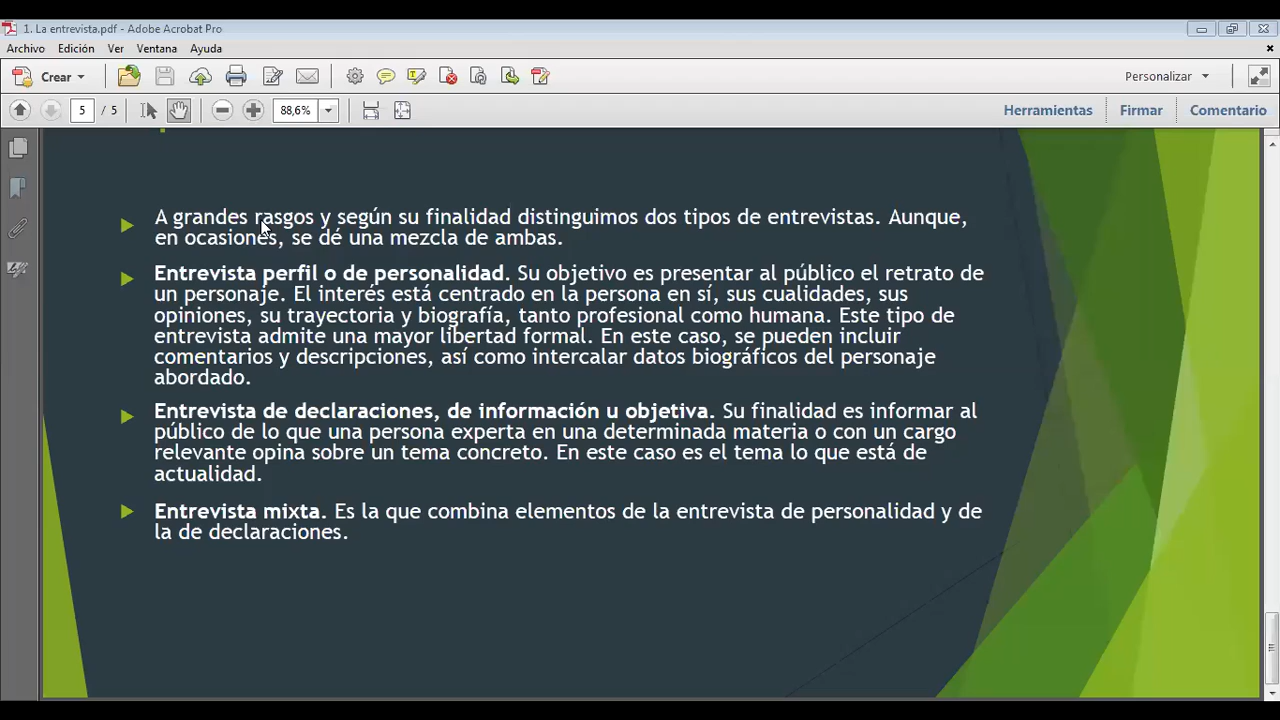 1. La entrevista.pdf - Adobe Acrobat Pro
Archivo Edición Ver Ventana Ayuda
Crear Personalizar
5 / 5 88,6% Herramientas Firmar Comentario
A grandes rasgos y según su finalidad distinguimos dos tipos de entrevistas. Aunque,
en ocasiones, se dé una mezcla de ambas.
Entrevista perfil o de personalidad. Su objetivo es presentar al público el retrato de
un personaje. El interés está centrado en la persona en sí, sus cualidades, sus
opiniones, su trayectoria y biografía, tanto profesional como humana. Este tipo de
entrevista admite una mayor libertad formal. En este caso, se pueden incluir
comentarios y descripciones, así como intercalar datos biográficos del personaje
abordado.
Entrevista de declaraciones, de información u objetiva. Su finalidad es informar al
público de lo que una persona experta en una determinada materia o con un cargo
relevante opina sobre un tema concreto. En este caso es el tema lo que está de
actualidad.
Entrevista mixta. Es la que combina elementos de la entrevista de personalidad y de
la de declaraciones.